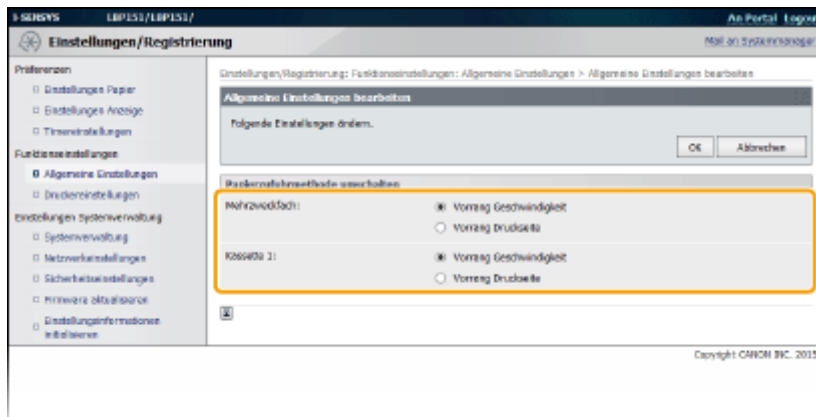 i-SENSYS LBP151/LBP151/ An Portal Logout
Einstellungen/Registrierung Mail an Systemmanager
Präferenzen
Einstellungen Papier
Einstellungen Anzeige
Timereinstellungen
Funktionseinstellungen
Allgemeine Einstellungen
Druckereinstellungen
Einstellungen Systemverwaltung
Systemverwaltung
Netzwerkeinstellungen
Sicherheitseinstellungen
Firmware aktualisieren
Einstellungsinformationen
initialisieren
Einstellungen/Registrierung: Funktionseinstellungen: Allgemeine Einstellungen > Allgemeine Einstellungen bearbeiten
Allgemeine Einstellungen bearbeiten
Folgende Einstellungen ändern.
OK Abbrechen
Papierzufuhrmethode umschalten
Mehrzweckfach: Vorrang Geschwindigkeit
Vorrang Druckseite
Kassette 1: Vorrang Geschwindigkeit
Vorrang Druckseite
Copyright CANON INC. 2015